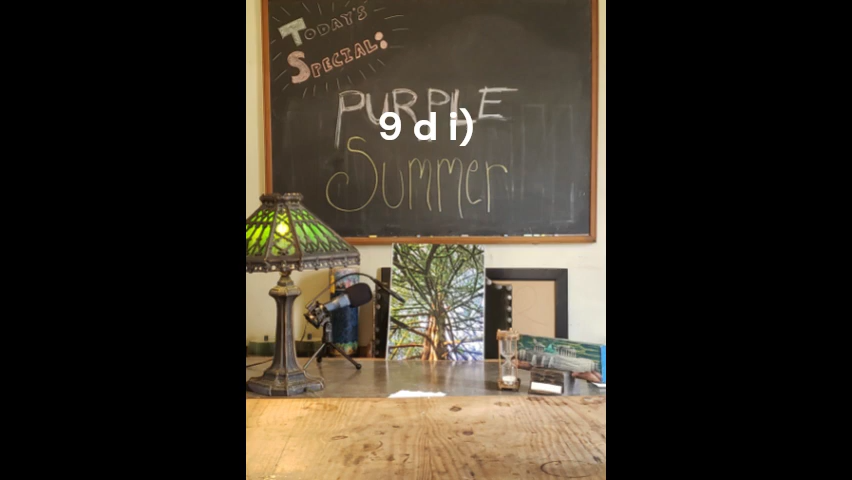 Today's
Special:
PURPLE
9 d i)
Summer